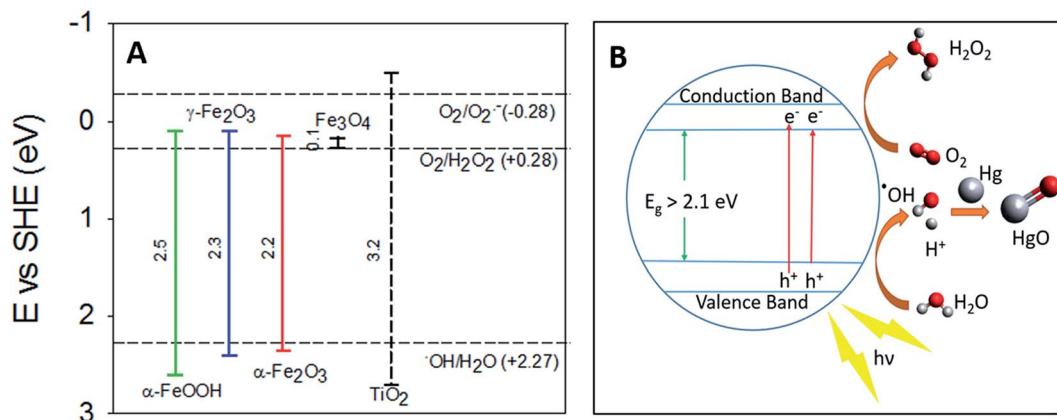 A
E vs SHE (eV)
-1
0
1
2
3
γ-Fe₂O₃
Fe₃O₄
0.1
O₂/O₂·⁻(-0.28)
O₂/H₂O₂ (+0.28)
2.5
2.3
2.2
3.2
·OH/H₂O (+2.27)
α-FeOOH
α-Fe₂O₃
TiO₂
B
Conduction Band
e⁻ e⁻
E₉ > 2.1 eV
h⁺ h⁺
Valence Band
H₂O₂
O₂
Hg
·OH
H⁺
HgO
H₂O
hν